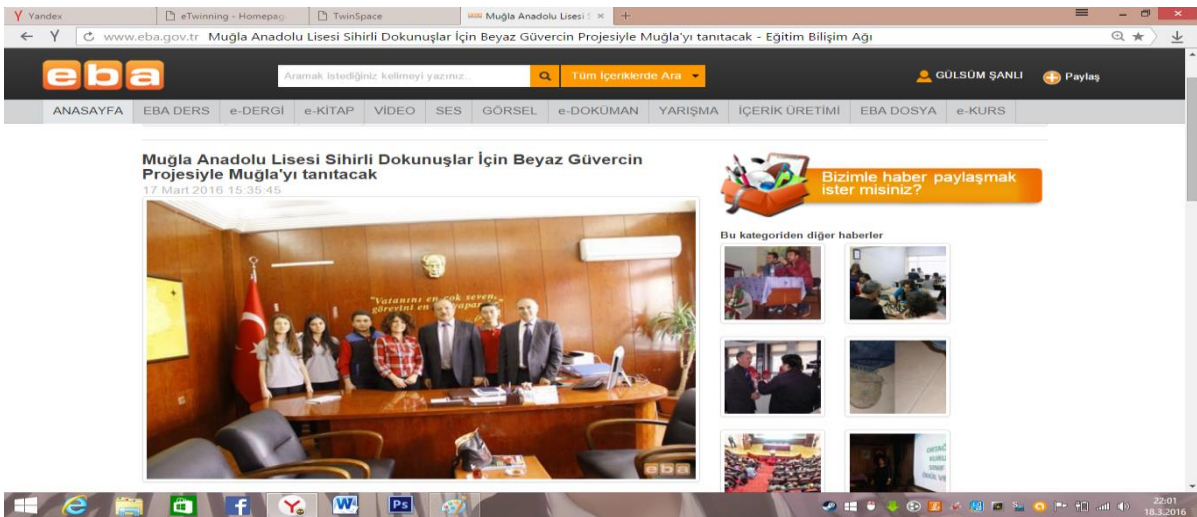 Yandex
eTwinning - Homepag
TwinSpace
Muğla Anadolu Lisesi S
www.eba.gov.tr Muğla Anadolu Lisesi Sihirli Dokunuşlar İçin Beyaz Güvercin Projesiyle Muğla'yı tanıtacak - Eğitim Bilişim Ağı
eba
Aramak istediğiniz kelimeyi yazınız..
Tüm İçeriklerde Ara
GÜLSÜM ŞANLI
Paylaş
ANASAYFA EBA DERS e-DERGİ e-KİTAP VİDEO SES GÖRSEL e-DOKÜMAN YARIŞMA İÇERİK ÜRETİMİ EBA DOSYA e-KURS
Muğla Anadolu Lisesi Sihirli Dokunuşlar İçin Beyaz Güvercin
Projesiyle Muğla'yı tanıtacak
17 Mart 2016 15:35:45
Bizimle haber paylaşmak
ister misiniz?
Bu kategoriden diğer haberler
"Vatanını en çok seven,
görevini en yapar
eba
22:01
18.3.2016